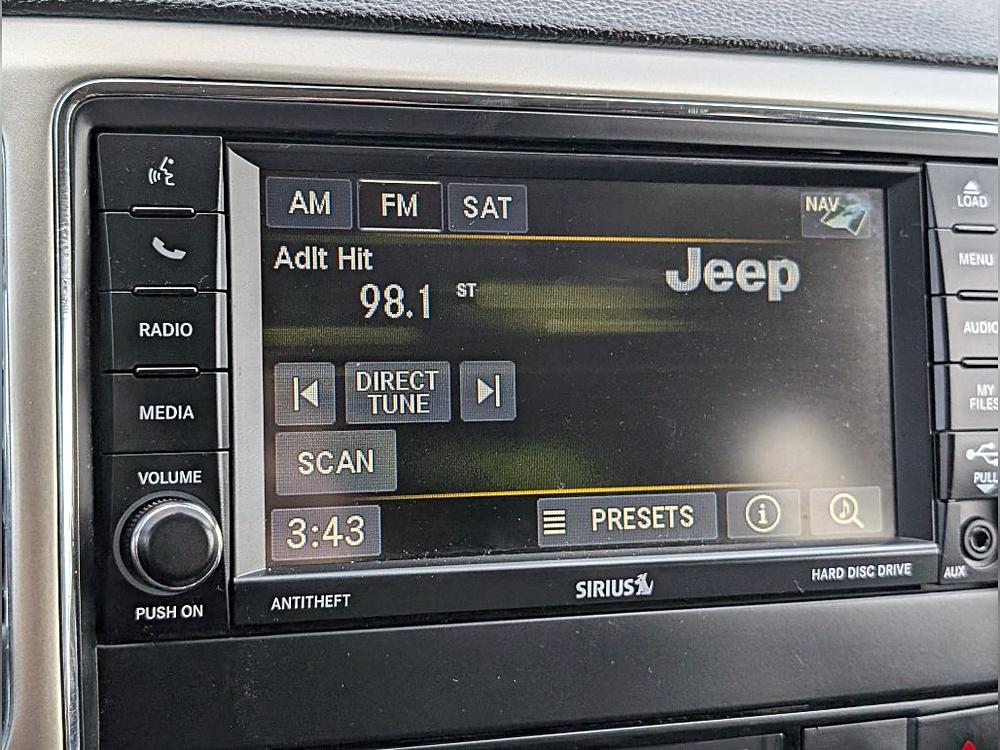 AM FM SAT NAV
Adlt Hit
98.1 ST
Jeep
DIRECT
TUNE
SCAN
3:43 PRESETS
RADIO
MEDIA
VOLUME
PUSH ON
ANTITHEFT
SIRIUS
HARD DISC DRIVE
LOAD
MENU
AUDIO
MY
FILES
PULL
AUX